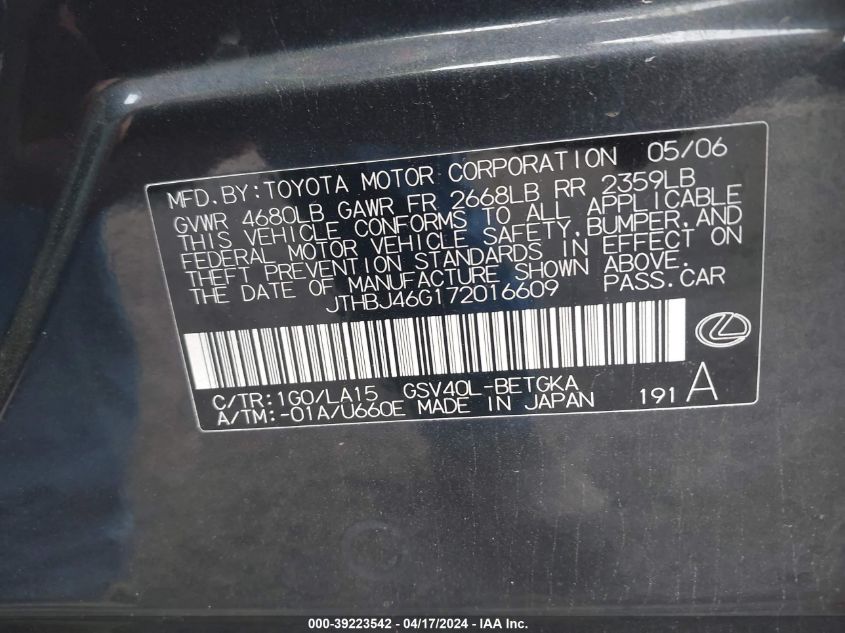 MFD. BY: TOYOTA MOTOR CORPORATION 05/06
GVWR 4680LB GAWR FR 2668LB RR 2359LB
THIS VEHICLE CONFORMS TO ALL APPLICABLE
FEDERAL MOTOR VEHICLE SAFETY, BUMPER, AND
THEFT PREVENTION STANDARDS IN EFFECT ON
THE DATE OF MANUFACTURE SHOWN ABOVE.
JTHBJ46G172016609 PASS. CAR
C/TR: 1G0/LA15 GSV40L-BETGKA
A/TM: -01A/U660E MADE IN JAPAN 191 A
000-39223542 - 04/17/2024 - IAA Inc.